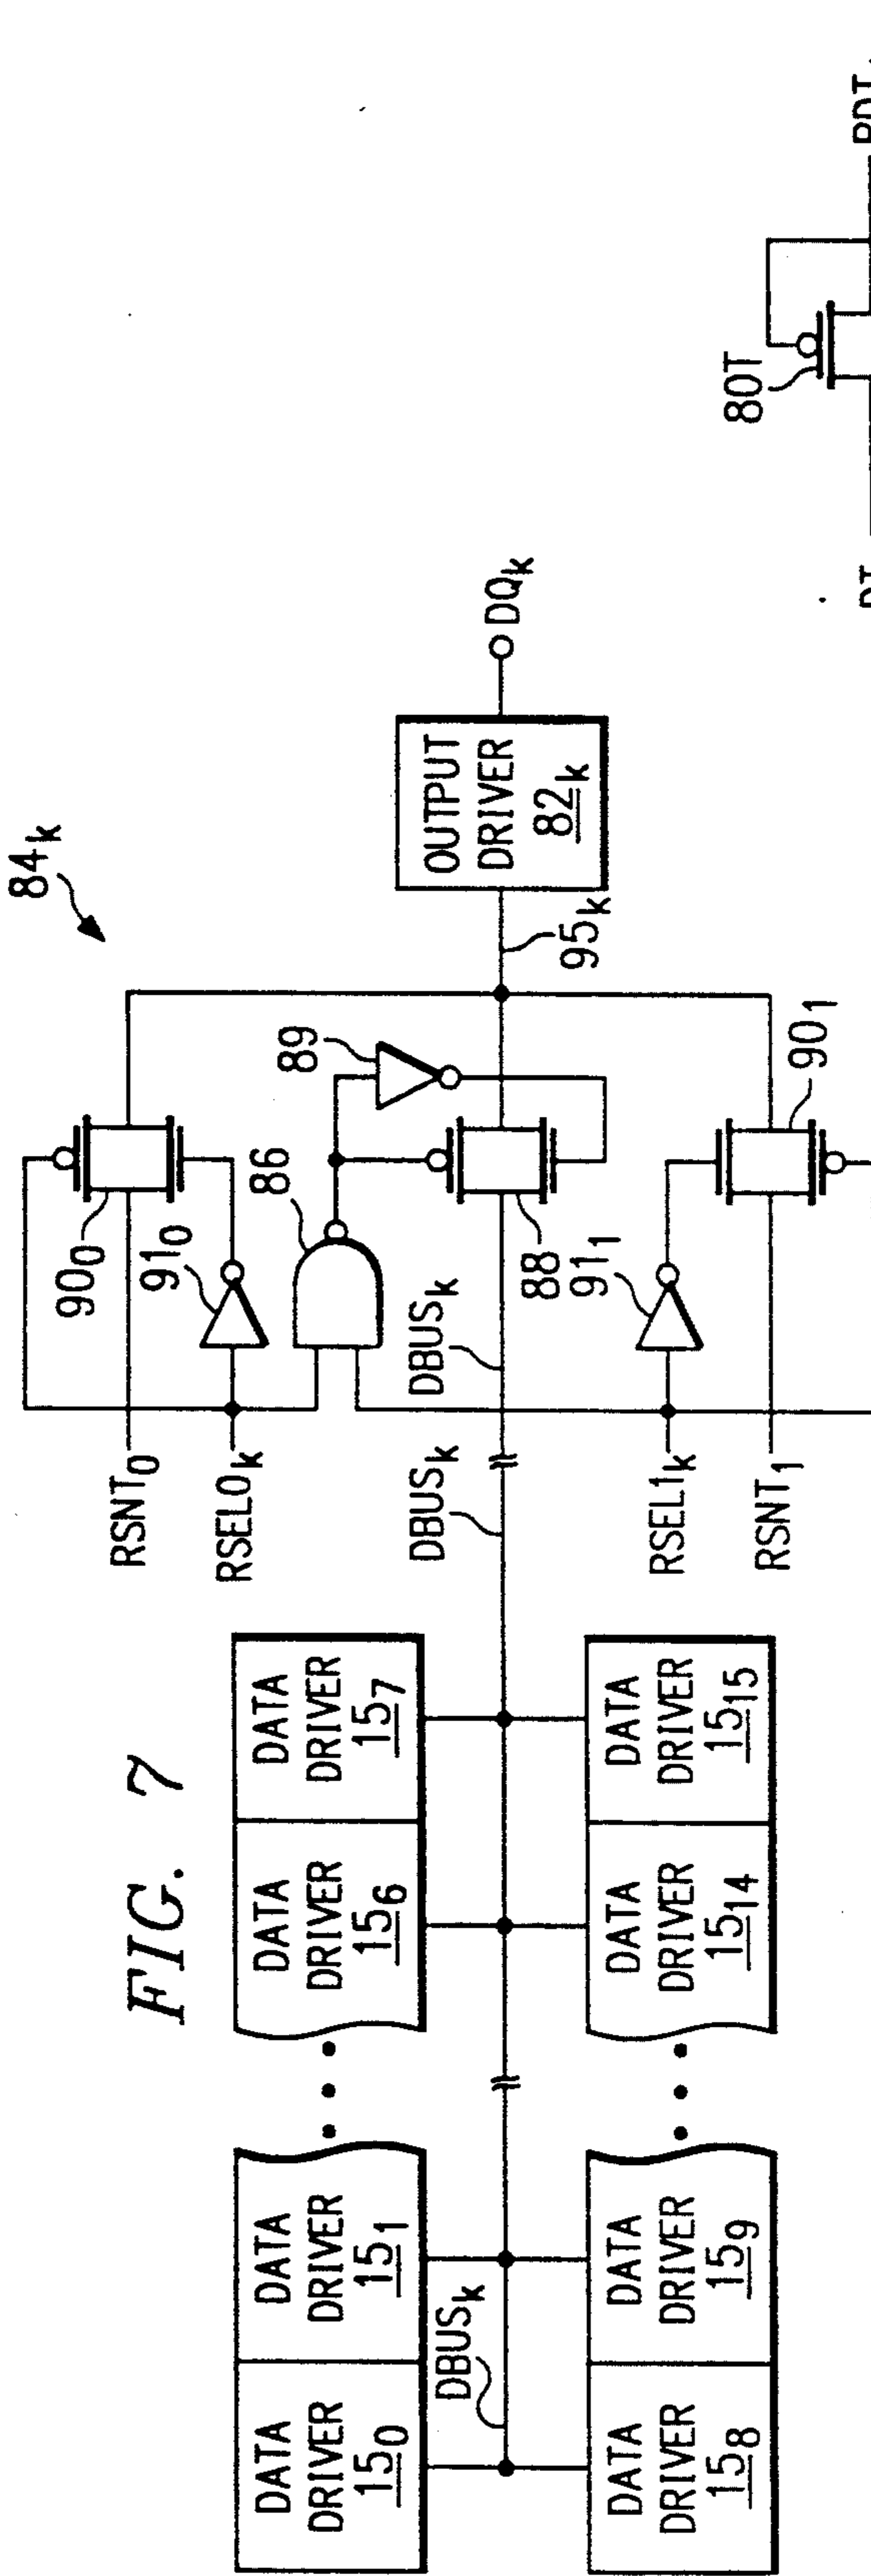 FIG. 7
DATA
DRIVER
15₀
DATA
DRIVER
15₁
DATA
DRIVER
15₆
DATA
DRIVER
15₇
DBUSₖ
DATA
DRIVER
15₈
DATA
DRIVER
15₉
DATA
DRIVER
15₁₄
DATA
DRIVER
15₁₅
84ₖ
RSNT₀
RSEL0ₖ
90₀
91₀
86
89
DBUSₖ
DBUSₖ
88
95ₖ
OUTPUT
DRIVER
82ₖ
DQₖ
91₁
90₁
RSEL1ₖ
RSNT₁
80T